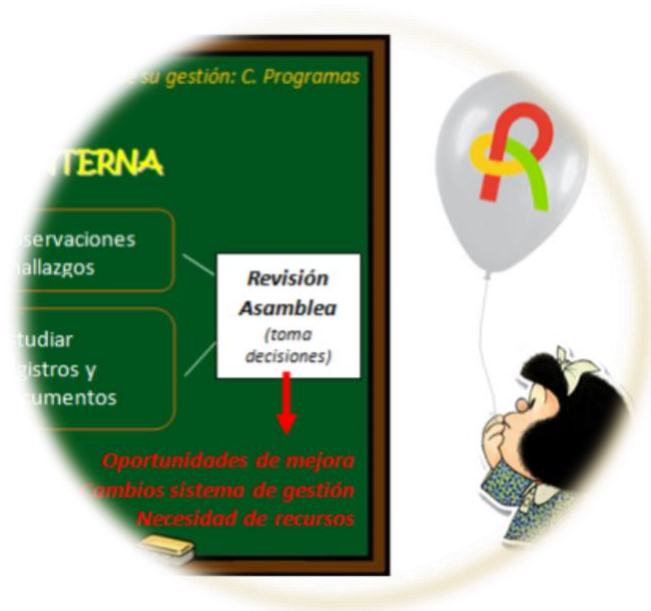 su gestión: C. Programas
TERNA
servaciones
hallazgos
Revisión
Asamblea
(toma
decisiones)
tudiar
gistros y
cumentos
Oportunidades de mejora
Cambios sistema de gestión
Necesidad de recursos